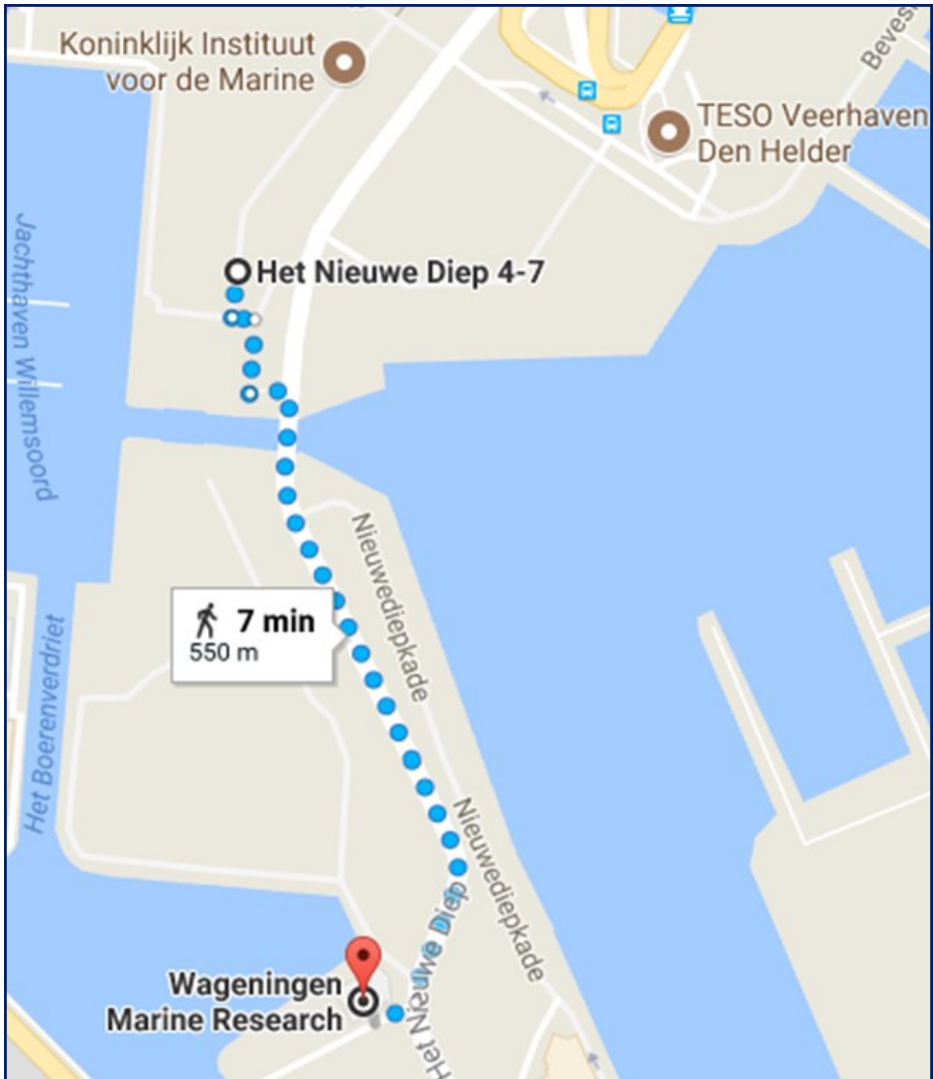 Koninklijk Instituut
voor de Marine
Beves
TESO Veerhaven
Den Helder
Jachthaven Willemsoord
Het Nieuwe Diep 4-7
Nieuwediepkade
7 min
550 m
Het Boerenverdriet
Nieuwediepkade
Het Nieuwe Diep
Wageningen
Marine Research